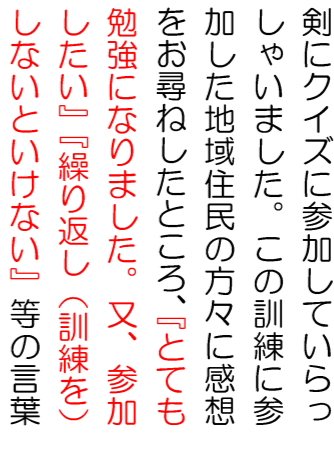 剣にクイズに参加していらっ
しゃいました。この訓練に参
加した地域住民の方々に感想
をお尋ねしたところ、『とても
勉強になりました。又、参加
したい』『繰り返し（訓練を）
しないといけない』等の言葉